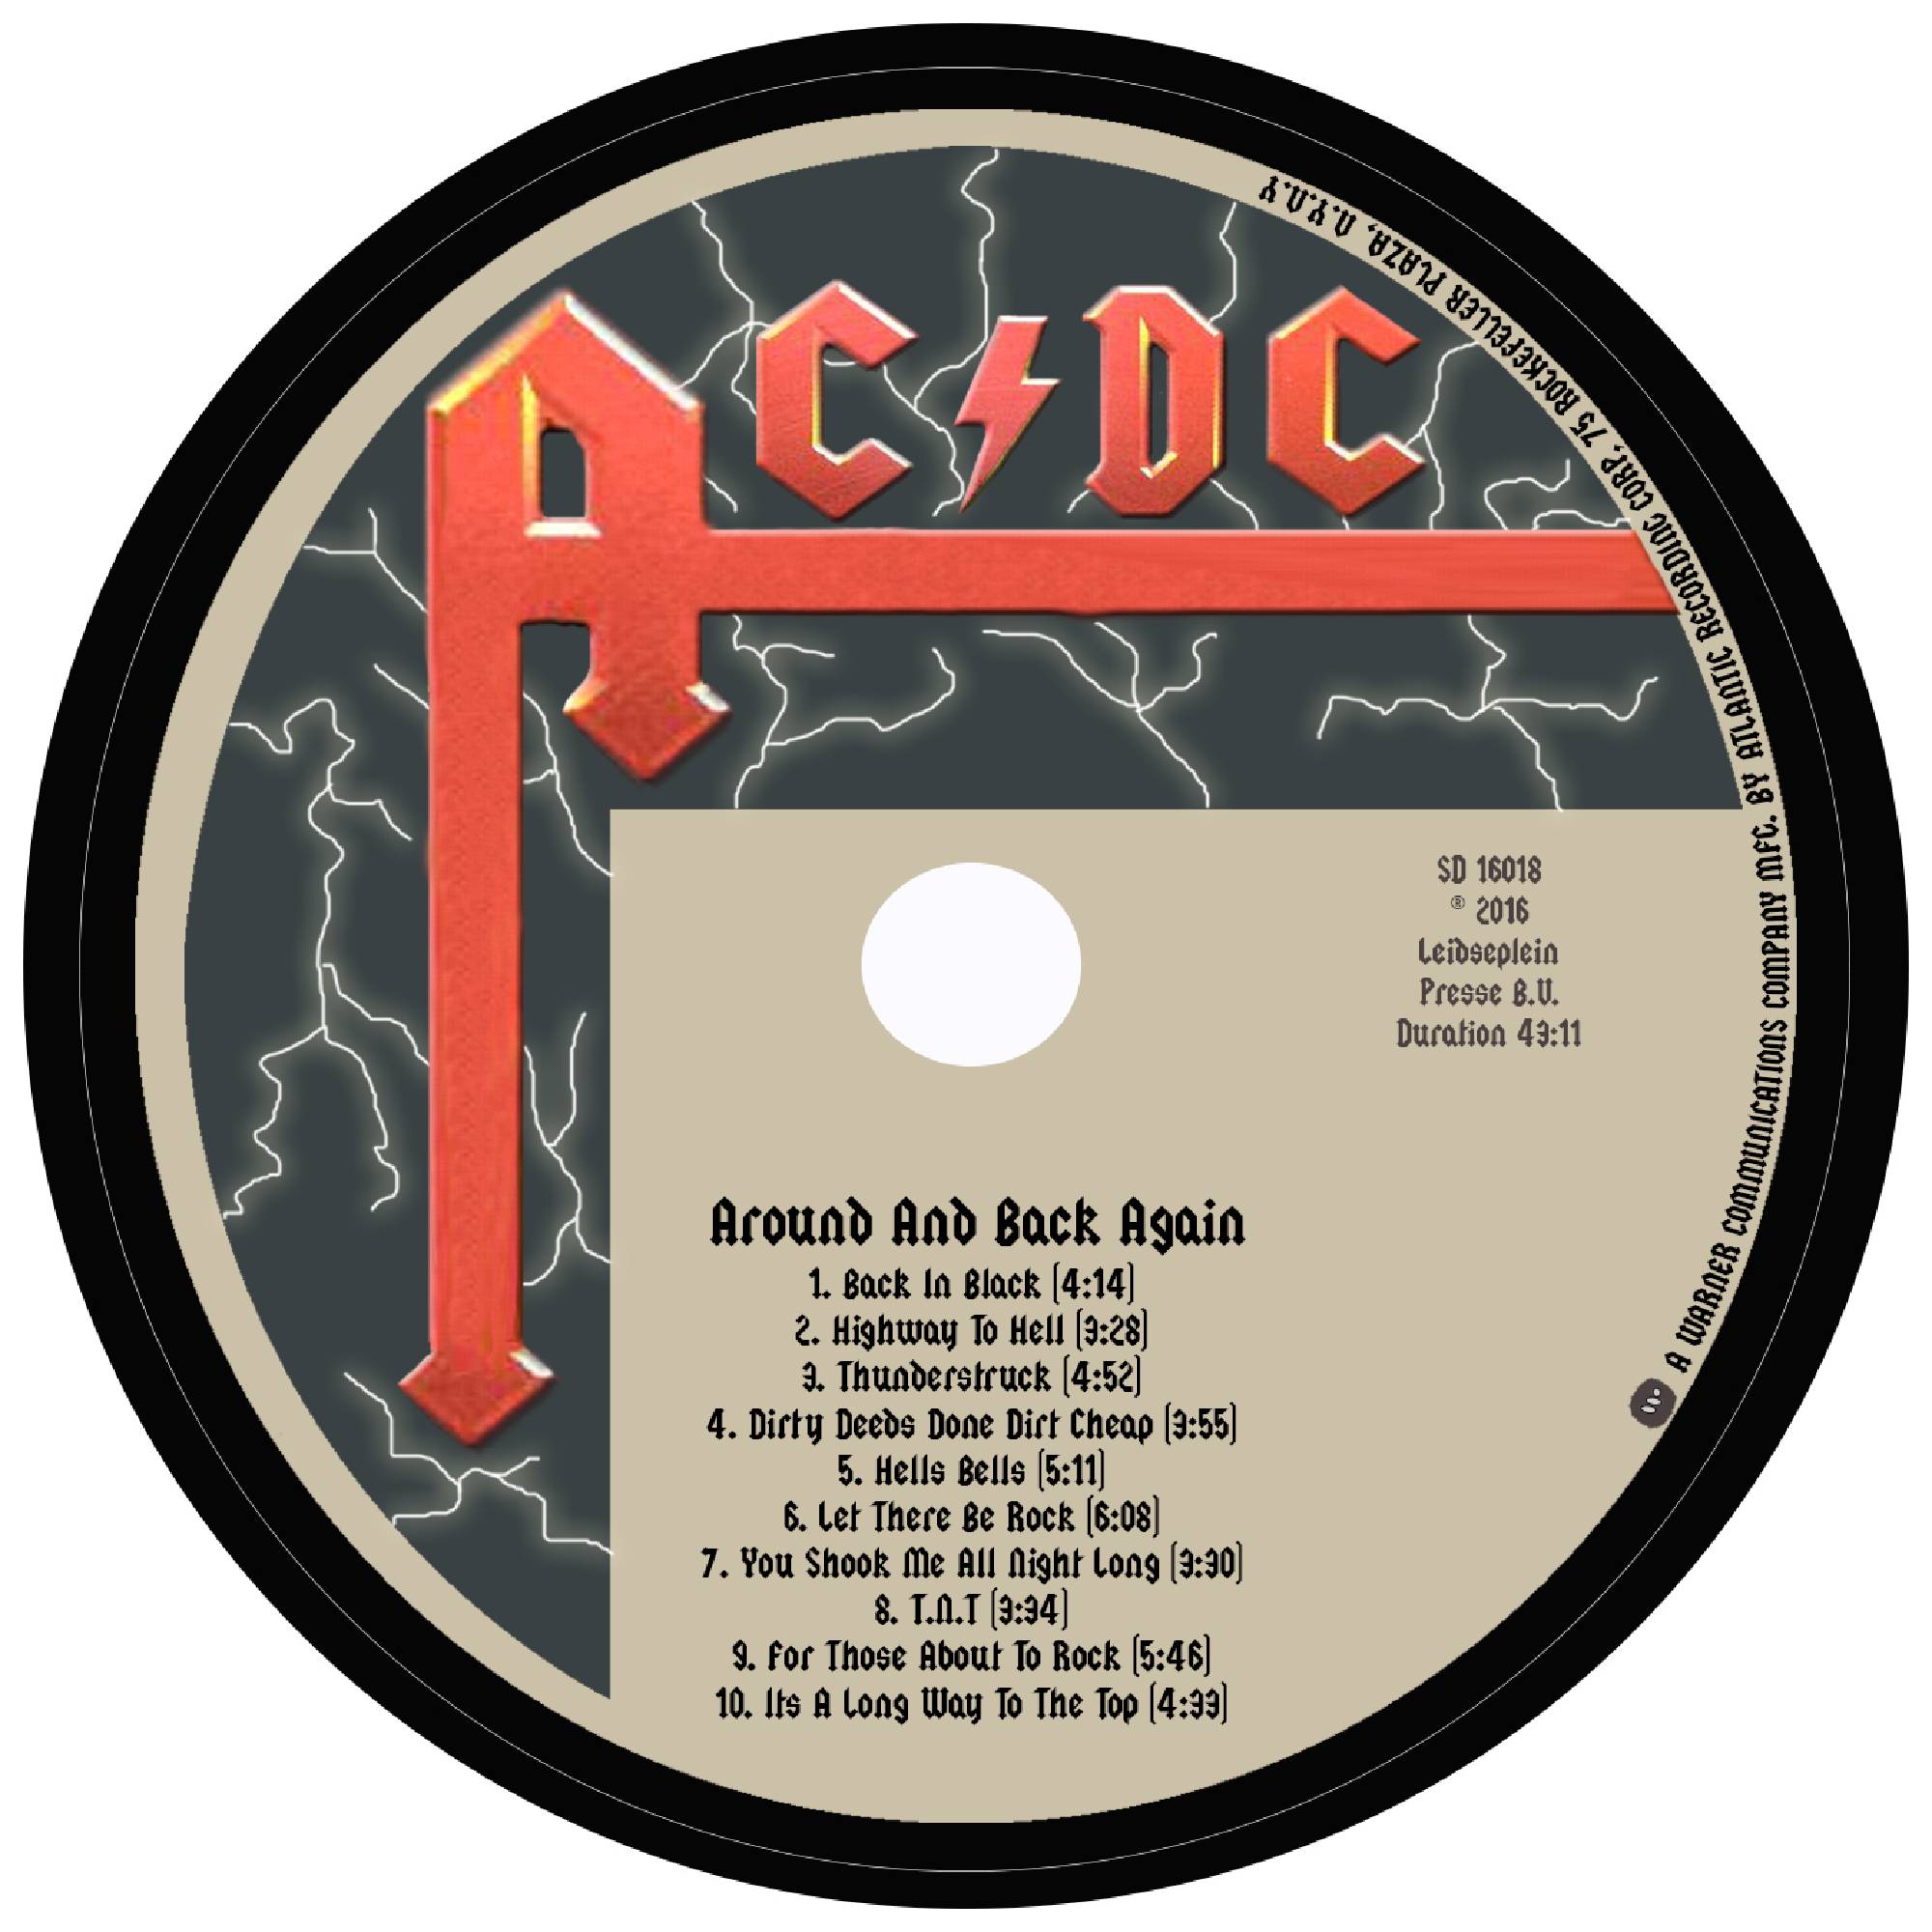 AC⚡DC
A WARNER COMMUNICATIONS COMPANY MFG. BY ATLANTIC RECORDING CORP, 75 ROCKEFELLER PLAZA, N.Y.N.Y
SD 16018
® 2016
Leidseplein
Presse B.V.
Duration 43:11
Around And Back Again
1. Back In Black (4:14)
2. Highway To Hell (3:28)
3. Thunderstruck (4:52)
4. Dirty Deeds Done Dirt Cheap (3:55)
5. Hells Bells (5:11)
6. Let There Be Rock (6:08)
7. You Shook Me All Night Long (3:30)
8. T.N.T (3:34)
9. For Those About To Rock (5:46)
10. Its A Long Way To The Top (4:33)